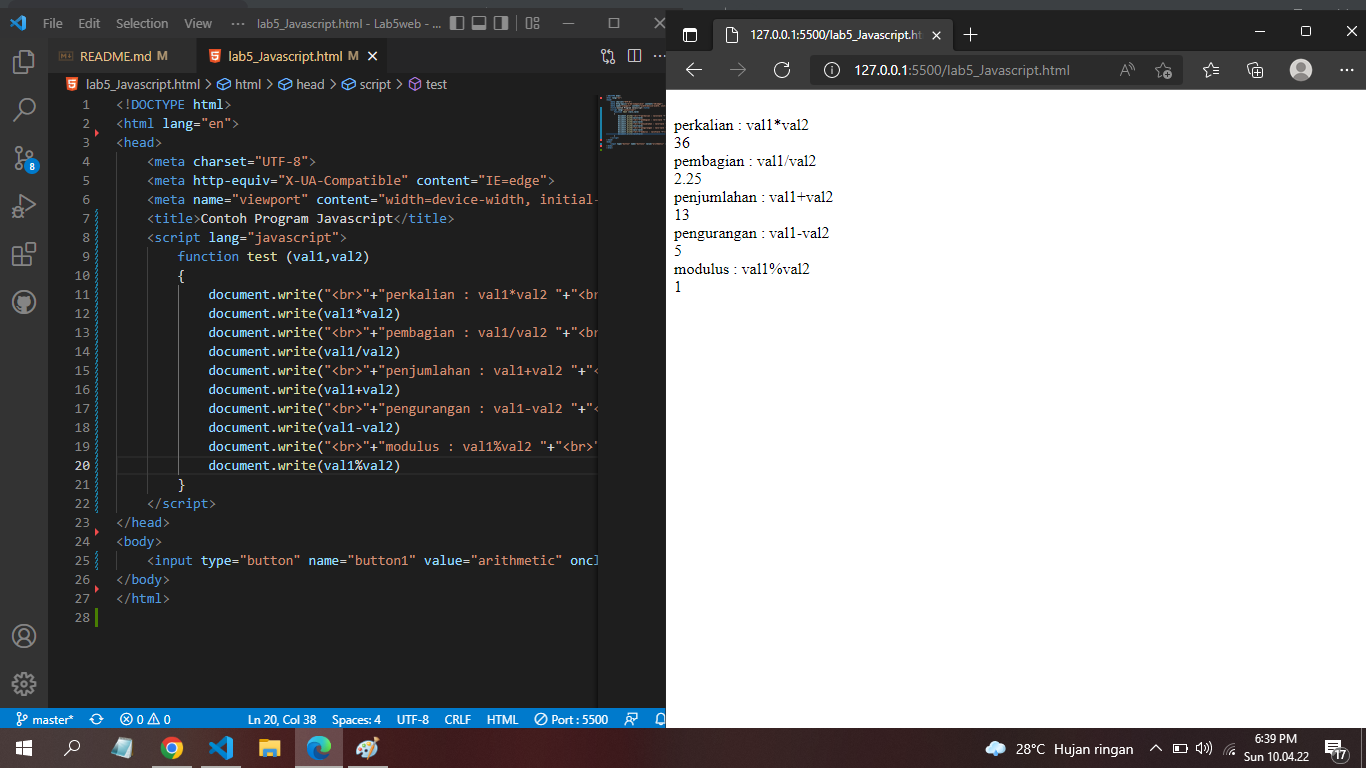 File Edit Selection View ··· lab5_Javascript.html - Lab5web - ...
README.md M lab5_Javascript.html M
lab5_Javascript.html > html > head > script > test
1 <!DOCTYPE html>
2 <html lang="en">
3 <head>
4 <meta charset="UTF-8">
5 <meta http-equiv="X-UA-Compatible" content="IE=edge">
6 <meta name="viewport" content="width=device-width, initial-
7 <title>Contoh Program Javascript</title>
8 <script lang="javascript">
9 function test (val1,val2)
10 {
11 document.write("<br>"+"perkalian : val1*val2 "+"<br
12 document.write(val1*val2)
13 document.write("<br>"+"pembagian : val1/val2 "+"<br
14 document.write(val1/val2)
15 document.write("<br>"+"penjumlahan : val1+val2 "+"<
16 document.write(val1+val2)
17 document.write("<br>"+"pengurangan : val1-val2 "+"<
18 document.write(val1-val2)
19 document.write("<br>"+"modulus : val1%val2 "+"<br>"
20 document.write(val1%val2)
21 }
22 </script>
23 </head>
24 <body>
25 <input type="button" name="button1" value="arithmetic" oncl
26 </body>
27 </html>
28
8
master* 0 0 Ln 20, Col 38 Spaces: 4 UTF-8 CRLF HTML Port : 5500
127.0.0.1:5500/lab5_Javascript.ht
127.0.0.1:5500/lab5_Javascript.html
perkalian : val1*val2
36
pembagian : val1/val2
2.25
penjumlahan : val1+val2
13
pengurangan : val1-val2
5
modulus : val1%val2
1
28°C Hujan ringan
6:39 PM
Sun 10.04.22
17